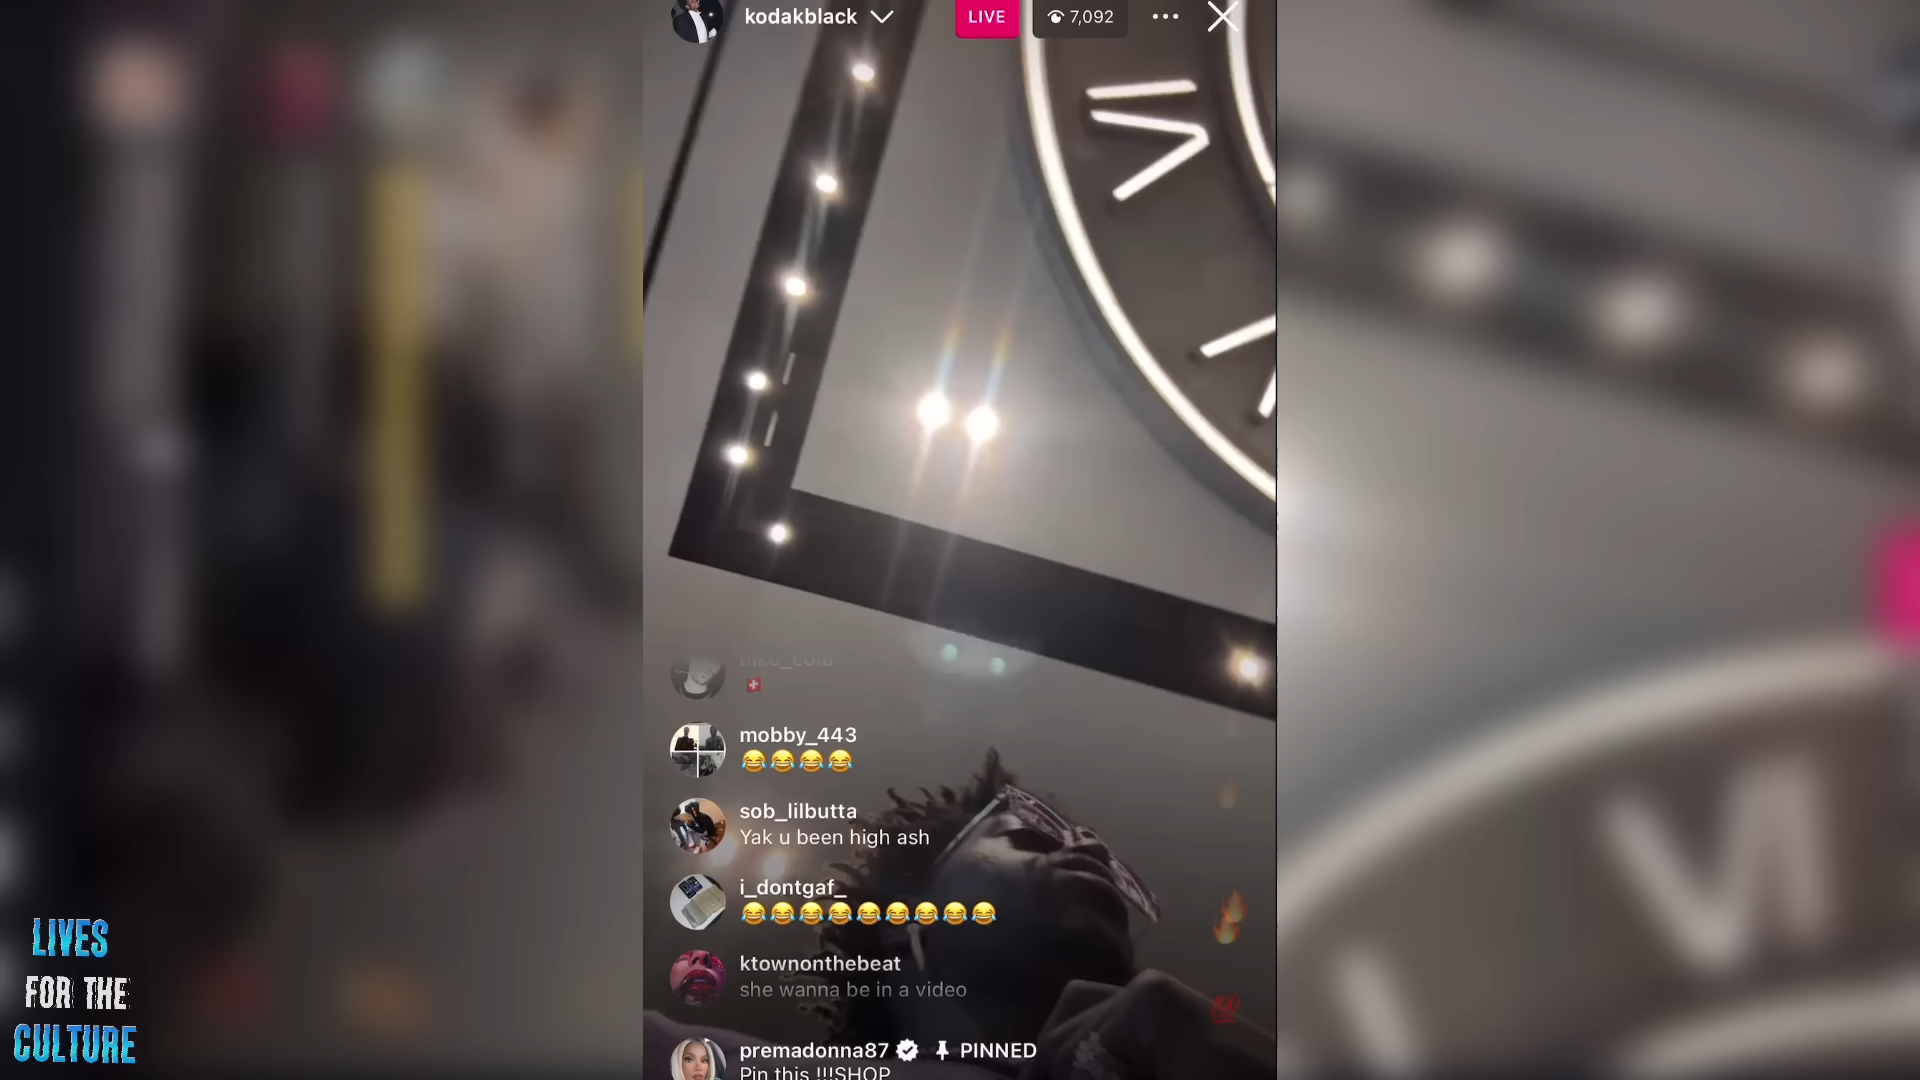 kodakblack
LIVE
7,092
mobby_443
😂😂😂😂
sob_lilbutta
Yak u been high ash
i_dontgaf_
😂😂😂😂😂😂😂😂😂
ktownonthebeat
she wanna be in a video
premadonna87 PINNED
Pin this !!!SHOP
LIVES
FOR THE
CULTURE